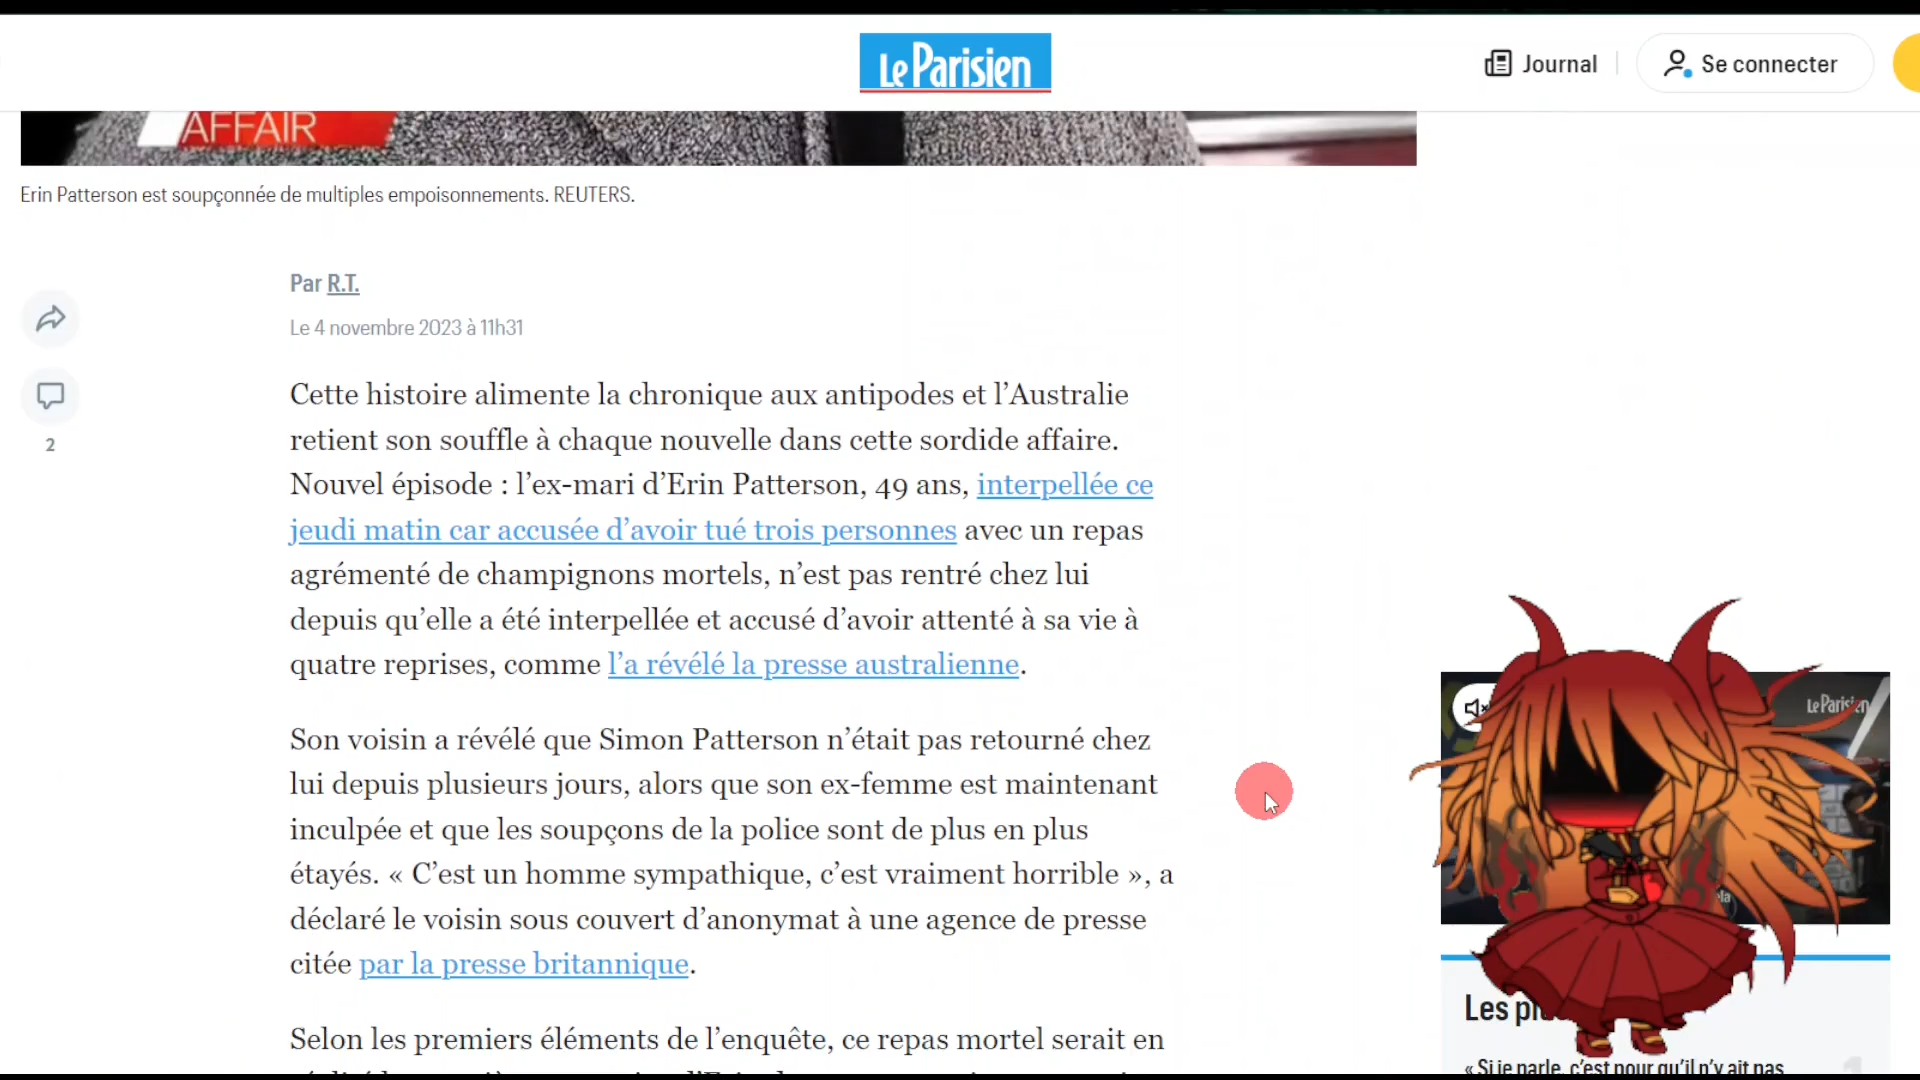 Le Parisien
Journal
Se connecter
AFFAIR
Erin Patterson est soupçonnée de multiples empoisonnements. REUTERS.
Par R.T.
Le 4 novembre 2023 à 11h31
2
Cette histoire alimente la chronique aux antipodes et l’Australie
retient son souffle à chaque nouvelle dans cette sordide affaire.
Nouvel épisode : l’ex-mari d’Erin Patterson, 49 ans, interpellée ce
jeudi matin car accusée d’avoir tué trois personnes avec un repas
agrémenté de champignons mortels, n’est pas rentré chez lui
depuis qu’elle a été interpellée et accusé d’avoir attenté à sa vie à
quatre reprises, comme l’a révélé la presse australienne.
Son voisin a révélé que Simon Patterson n’était pas retourné chez
lui depuis plusieurs jours, alors que son ex-femme est maintenant
inculpée et que les soupçons de la police sont de plus en plus
étayés. « C’est un homme sympathique, c’est vraiment horrible », a
déclaré le voisin sous couvert d’anonymat à une agence de presse
citée par la presse britannique.
Selon les premiers éléments de l’enquête, ce repas mortel serait en
Le Parisien
Les
« Si je parle, c’est pour qu’il n’y ait pas
1